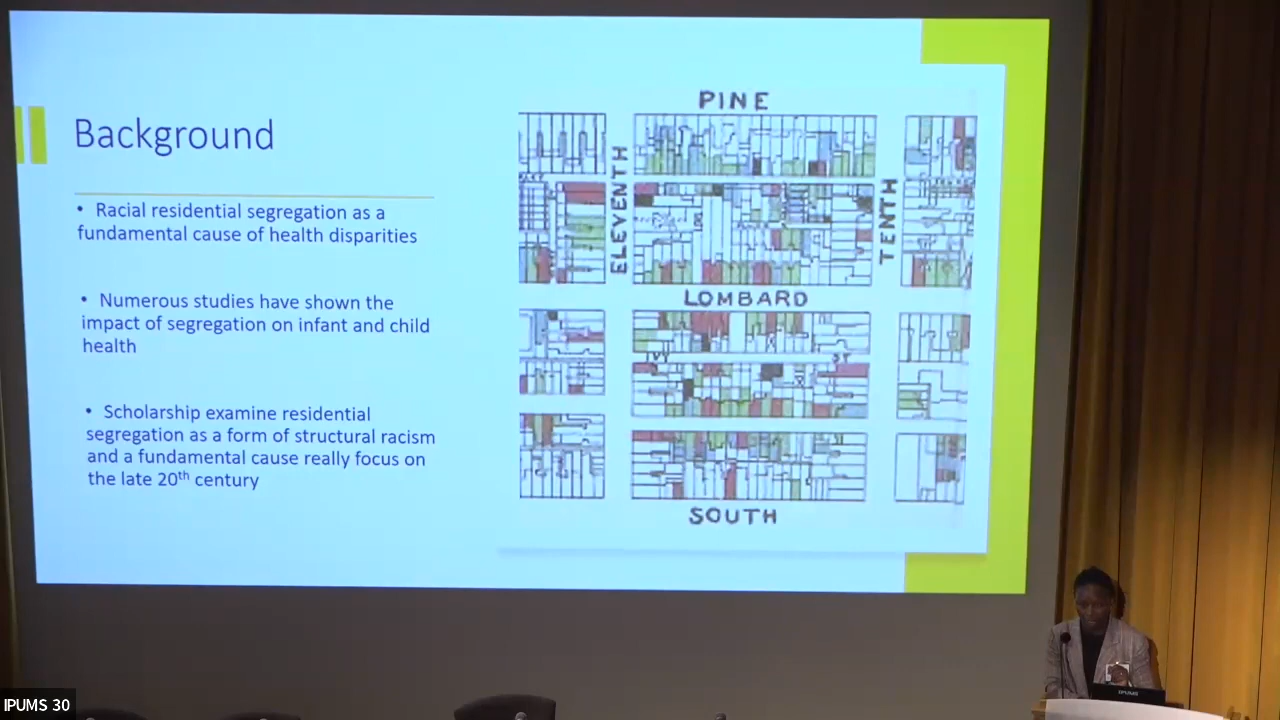 Background
• Racial residential segregation as a
fundamental cause of health disparities
• Numerous studies have shown the
impact of segregation on infant and child
health
• Scholarship examine residential
segregation as a form of structural racism
and a fundamental cause really focus on
the late 20th century
PINE
ELEVENTH
TENTH
LOMBARD
IVY ST
SOUTH
IPUMS
IPUMS 30